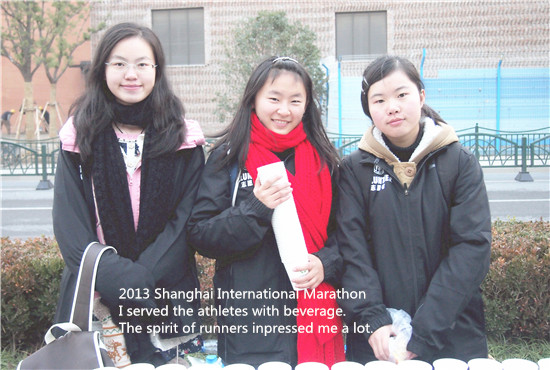 2013 Shanghai International Marathon
I served the athletes with beverage.
The spirit of runners inpressed me a lot.